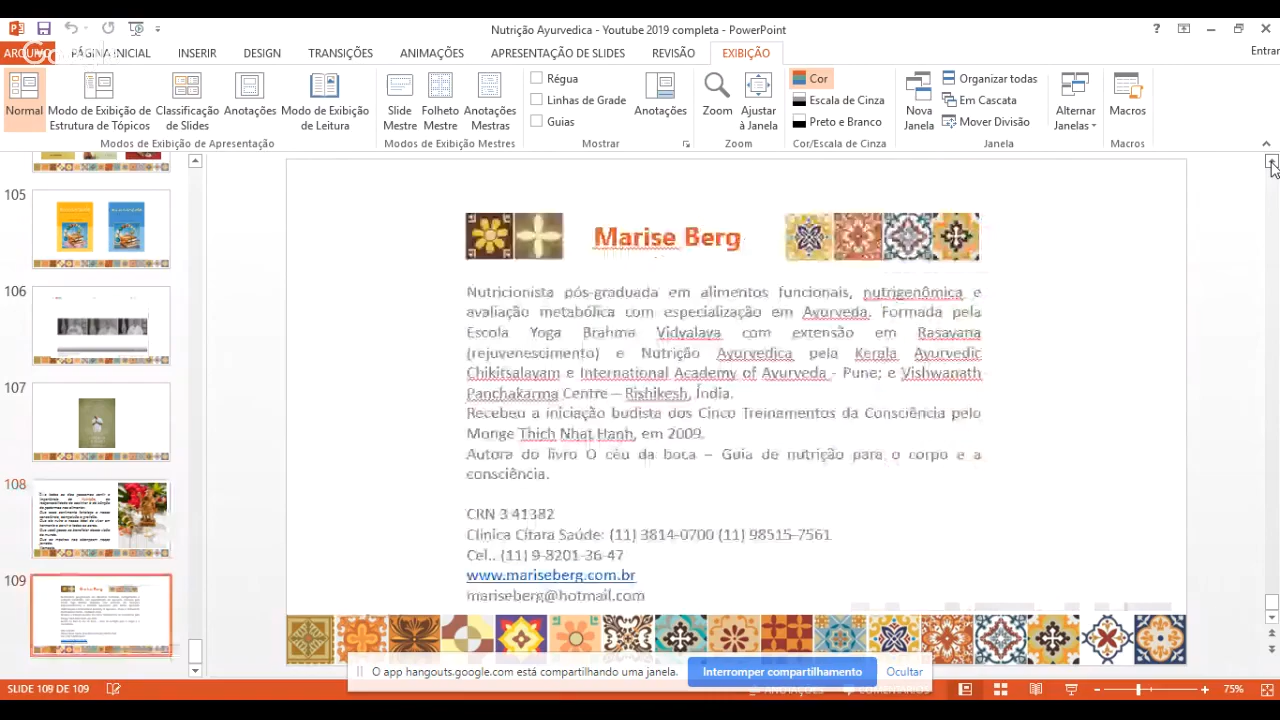 Nutrição Ayurvedica - Youtube 2019 completa - PowerPoint
Entrar
ARQUIVO PÁGINA INICIAL INSERIR DESIGN TRANSIÇÕES ANIMAÇÕES APRESENTAÇÃO DE SLIDES REVISÃO EXIBIÇÃO
Normal
Modo de Exibição de
Estrutura de Tópicos
Classificação
de Slides
Anotações
Modo de Exibição
de Leitura
Modos de Exibição de Apresentação
Slide
Mestre
Folheto
Mestre
Anotações
Mestras
Modos de Exibição Mestres
Régua
Linhas de Grade
Guias
Anotações
Mostrar
Zoom
Ajustar
à Janela
Zoom
Cor
Escala de Cinza
Preto e Branco
Cor/Escala de Cinza
Nova
Janela
Organizar todas
Em Cascata
Mover Divisão
Alternar
Janelas
Janela
Macros
Macros
105
106
107
108
109
Marise Berg
Marise Berg
Nutricionista pós-graduada em alimentos funcionais, nutrigenômica e
avaliação metabólica com especialização em Ayurveda. Formada pela
Escola Yoga Brahma Vidyalaya com extensão em Rasayana
(rejuvenescimento) e Nutrição Ayurvedica pela Kerala Ayurvedic
Chikitsalayam e International Academy of Ayurveda - Pune; e Vishwanath
Panchakarma Centre – Rishikesh, Índia.
Recebeu a iniciação budista dos Cinco Treinamentos da Consciência pelo
Monge Thich Nhat Hanh, em 2009.
Autora do livro O céu da boca – Guia de nutrição para o corpo e a
consciência.
CRN 3 41382
Clinica Citara Saúde: (11) 3814-0700 (11) 98515-7561
Cel.. (11) 9-8201-36-47
www.mariseberg.com.br
mariseberg@hotmail.com
O app hangouts.google.com está compartilhando uma janela.
Interromper compartilhamento
Ocultar
SLIDE 109 DE 109
ANOTAÇÕES
COMENTÁRIOS
75%